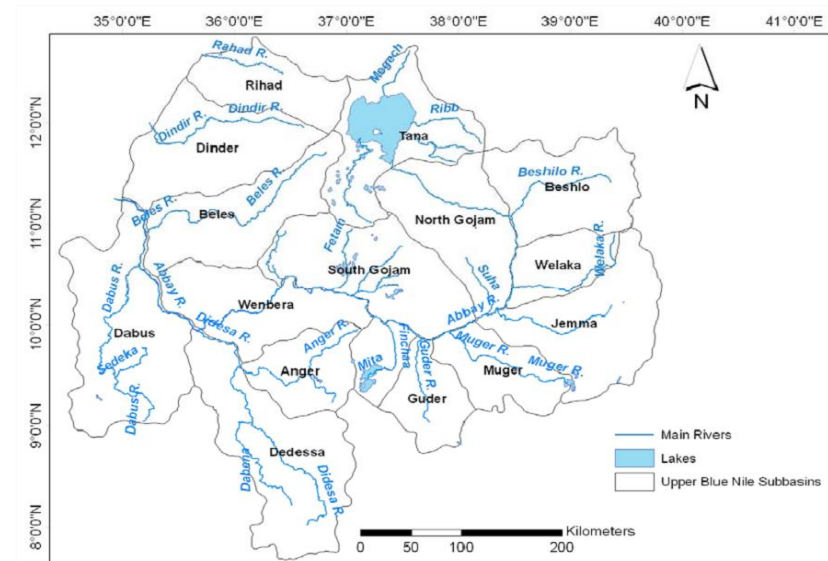 35°0'0"E 36°0'0"E 37°0'0"E 38°0'0"E 39°0'0"E 40°0'0"E 41°0'0"E
12°0'0"N
11°0'0"N
10°0'0"N
9°0'0"N
8°0'0"N
N
Rahad R.
Rihad
Megech
Dindir R.
Dindir R.
Dinder
Ribb
Tana
Beshilo R.
Beshlo
Beles R.
Beles R.
Beles
North Gojam
Fetam
South Gojam
Welaka R.
Welaka
Suha
Dabus R.
Abbay R.
Didesa R.
Wenbera
Abbay R.
Jemma
Dabus
Sedeka
Dabus R.
Anger R.
Anger
Mita
Finchaa
Guder R.
Guder
Muger R.
Muger R.
Muger
Dedessa
Dabena
Didesa R.
Main Rivers
Lakes
Upper Blue Nile Subbasins
Kilometers
0 50 100 200